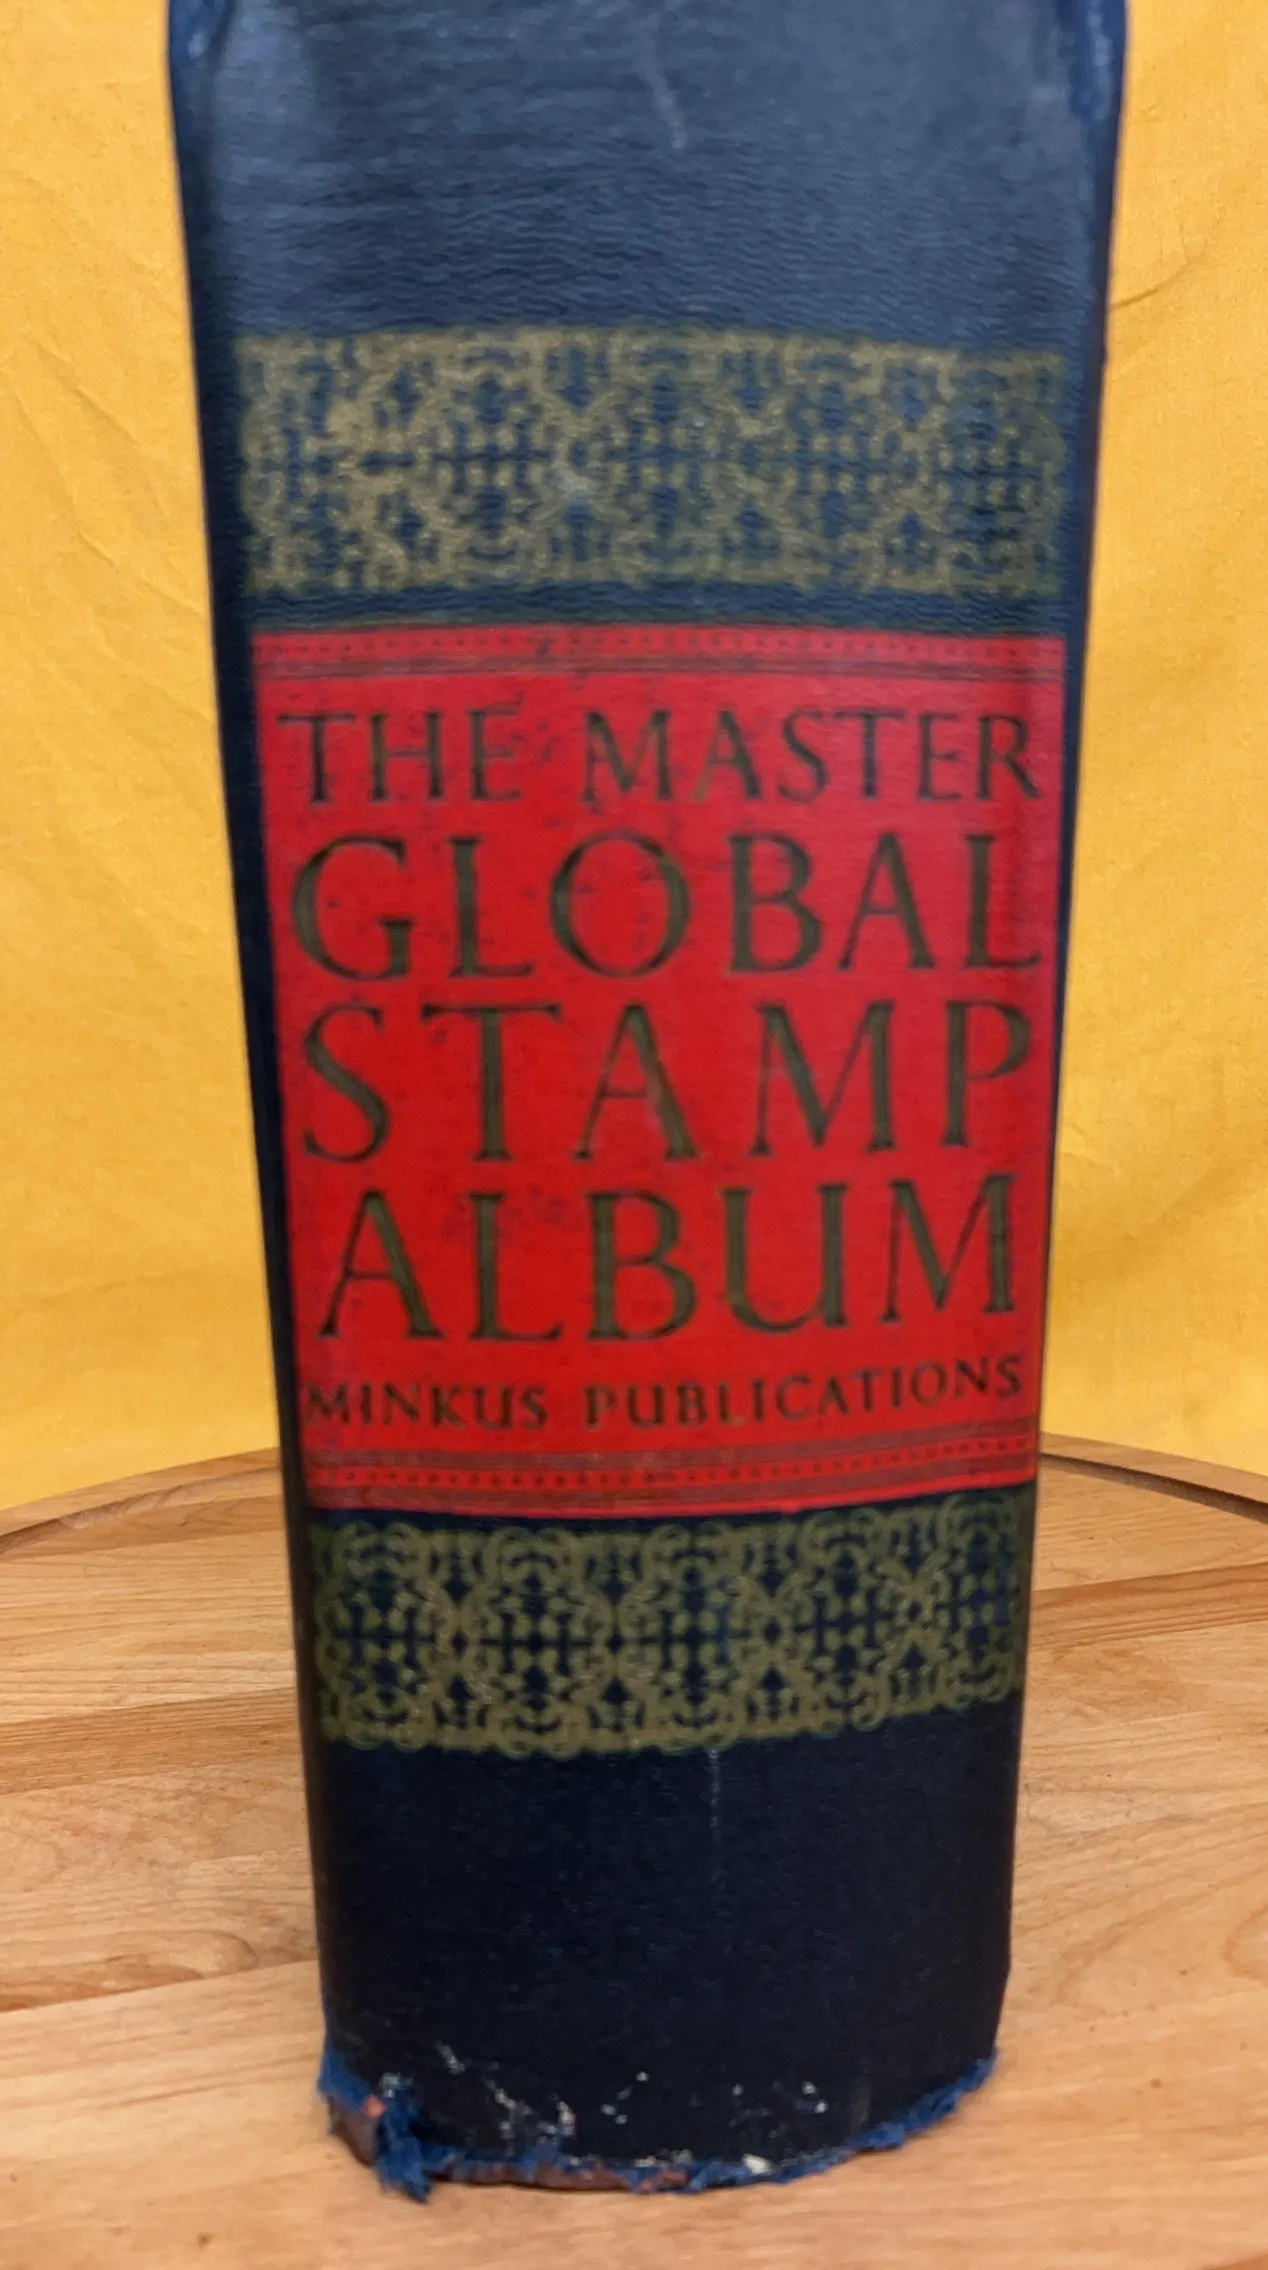 THE MASTER
GLOBAL
STAMP
ALBUM
MINKUS PUBLICATIONS